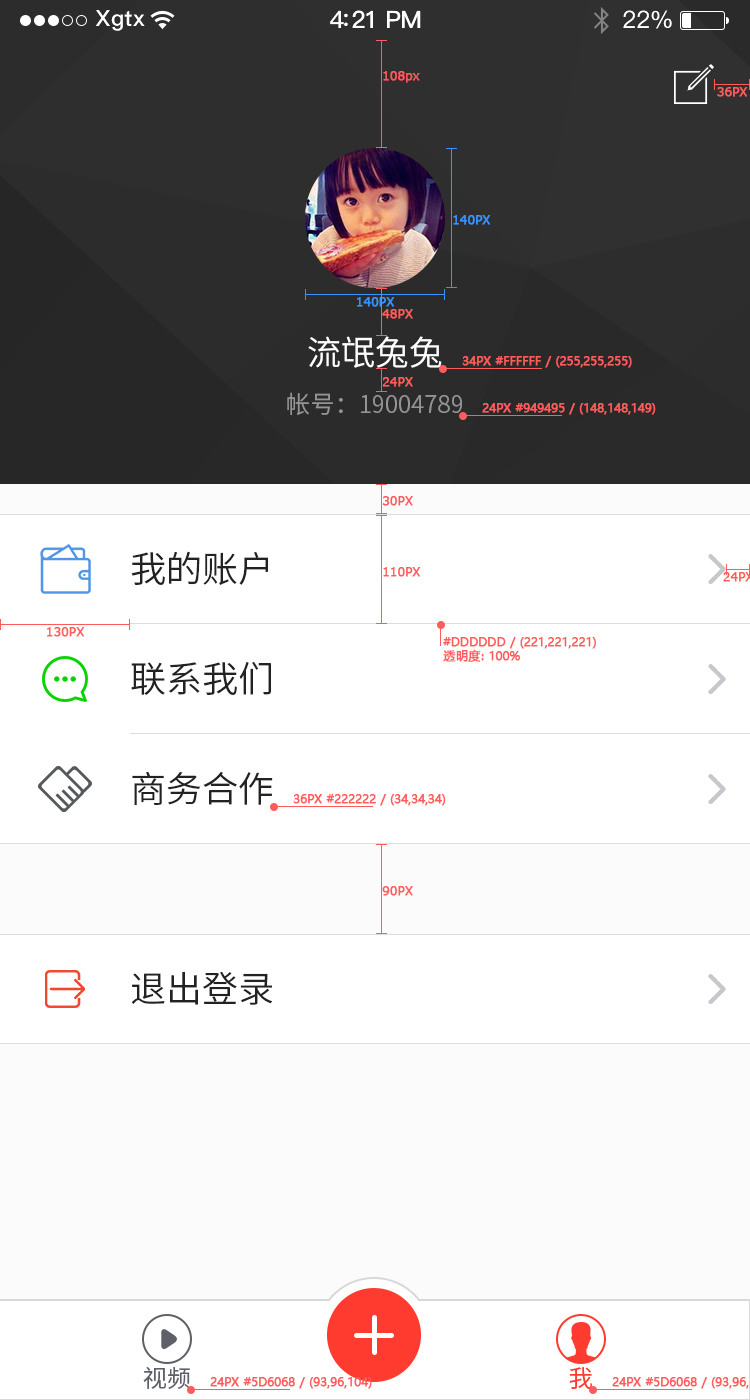 Xgtx 4:21 PM 22%
108px
36PX
140PX
140PX
48PX
流氓兔兔
34PX #FFFFFF / (255,255,255)
24PX
帐号：19004789
24PX #949495 / (148,148,149)
30PX
我的账户
110PX
24PX
130PX
#DDDDDD / (221,221,221)
透明度: 100%
联系我们
商务合作
36PX #222222 / (34,34,34)
90PX
退出登录
视频
24PX #5D6068 / (93,96,104)
我
24PX #5D6068 / (93,96,